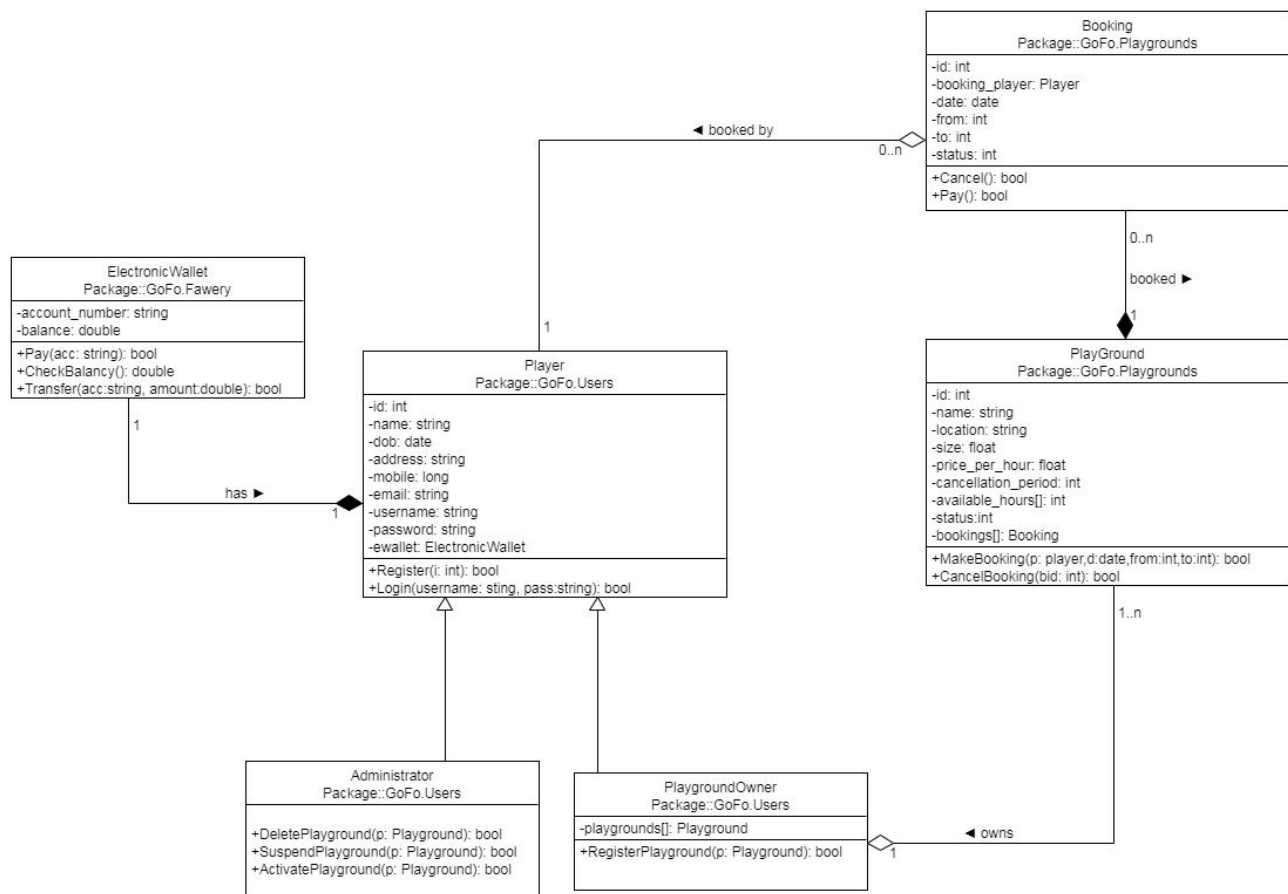 Booking
Package::GoFo.Playgrounds
-id: int
-booking_player: Player
-date: date
-from: int
-to: int
-status: int
+Cancel(): bool
+Pay(): bool
◄ booked by
0..n
0..n
booked ►
1
ElectronicWallet
Package::GoFo.Fawery
-account_number: string
-balance: double
+Pay(acc: string): bool
+CheckBalancy(): double
+Transfer(acc:string, amount:double): bool
1
has ►
1
1
Player
Package::GoFo.Users
-id: int
-name: string
-dob: date
-address: string
-mobile: long
-email: string
-username: string
-password: string
-ewallet: ElectronicWallet
+Register(i: int): bool
+Login(username: sting, pass:string): bool
PlayGround
Package::GoFo.Playgrounds
-id: int
-name: string
-location: string
-size: float
-price_per_hour: float
-cancellation_period: int
-available_hours[]: int
-status:int
-bookings[]: Booking
+MakeBooking(p: player,d:date,from:int,to:int): bool
+CancelBooking(bid: int): bool
1..n
Administrator
Package::GoFo.Users
+DeletePlayground(p: Playground): bool
+SuspendPlayground(p: Playground): bool
+ActivatePlayground(p: Playground): bool
PlaygroundOwner
Package::GoFo.Users
-playgrounds[]: Playground
+RegisterPlayground(p: Playground): bool
1
◄ owns